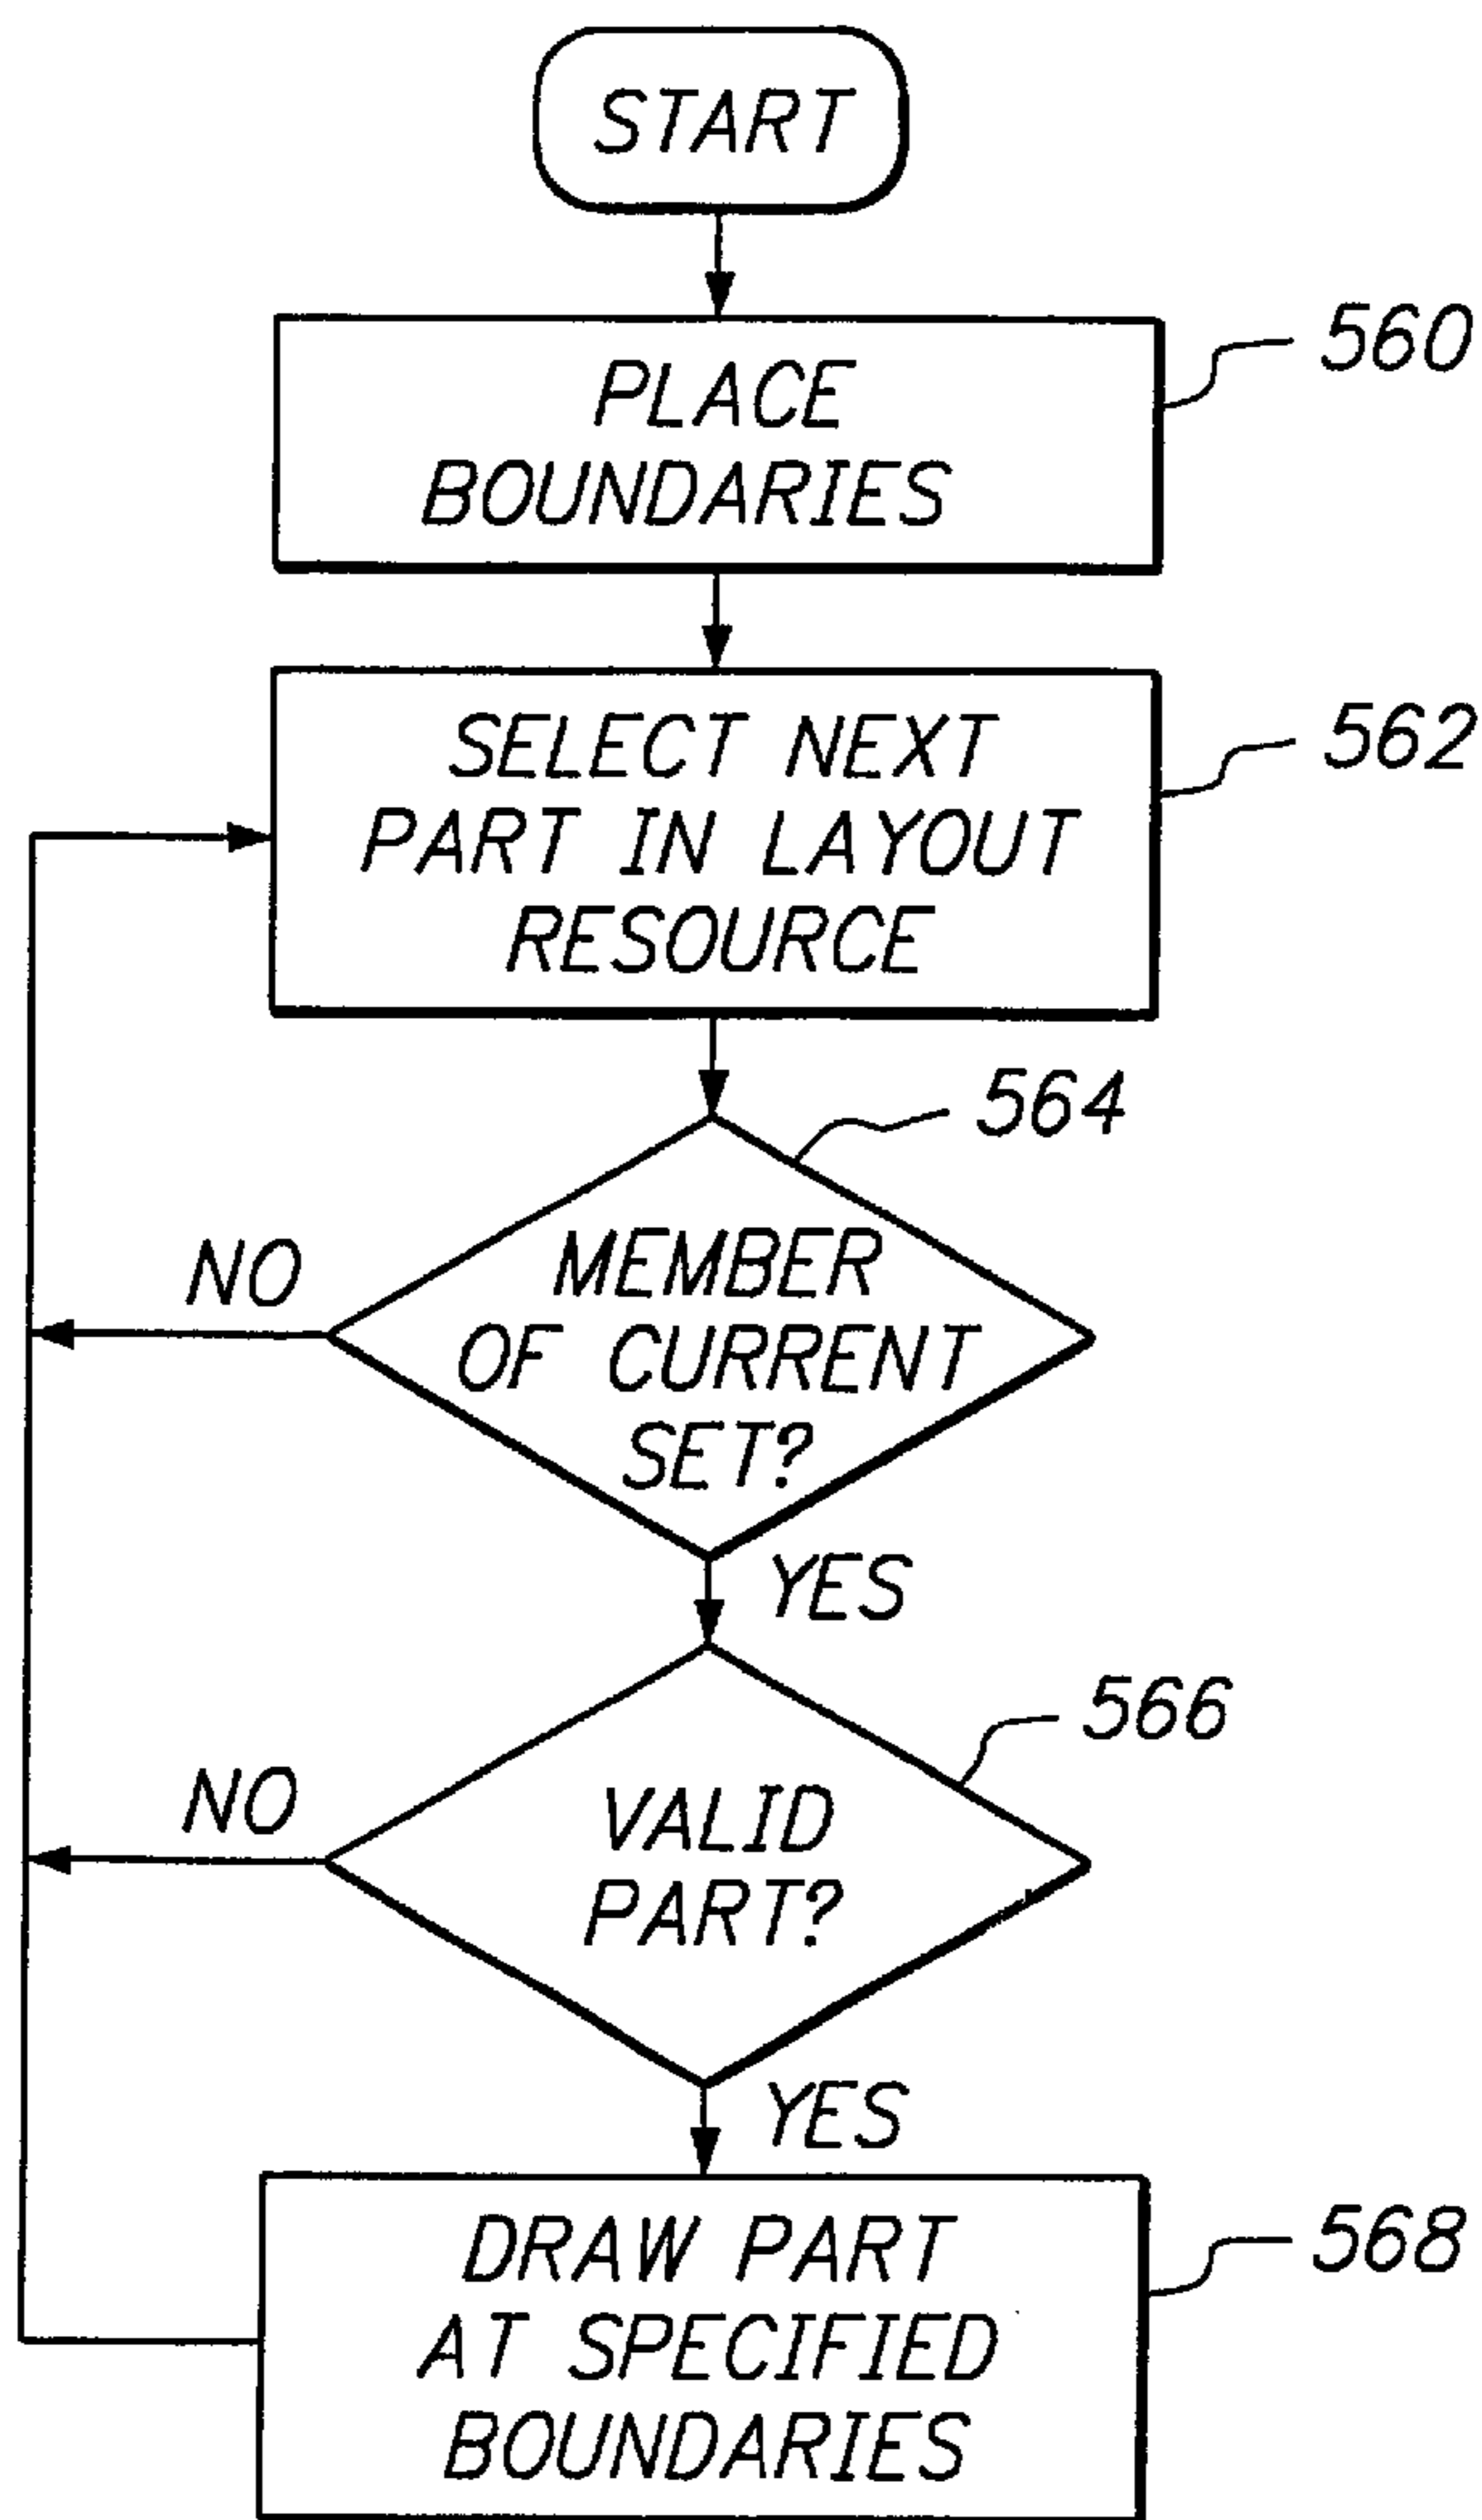 START
PLACE
BOUNDARIES
560
SELECT NEXT
PART IN LAYOUT
RESOURCE
562
564
MEMBER
OF CURRENT
SET?
NO
YES
566
VALID
PART?
NO
YES
DRAW PART
AT SPECIFIED
BOUNDARIES
568